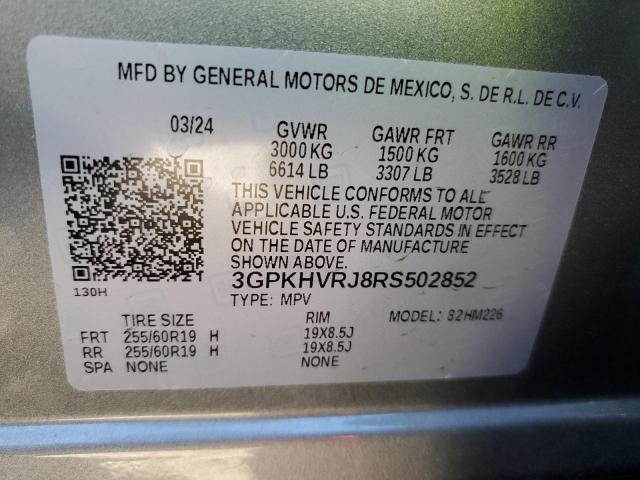 MFD BY GENERAL MOTORS DE MEXICO, S. DE R.L. DE C.V.
03/24 GVWR GAWR FRT GAWR RR
3000 KG 1500 KG 1600 KG
6614 LB 3307 LB 3528 LB
THIS VEHICLE CONFORMS TO ALL
APPLICABLE U.S. FEDERAL MOTOR
VEHICLE SAFETY STANDARDS IN EFFECT
ON THE DATE OF MANUFACTURE
SHOWN ABOVE.
3GPKHVRJ8RS502852
130H
TYPE: MPV MODEL: S2HM226
TIRE SIZE RIM
FRT 255/60R19 H 19X8.5J
RR 255/60R19 H 19X8.5J
SPA NONE NONE